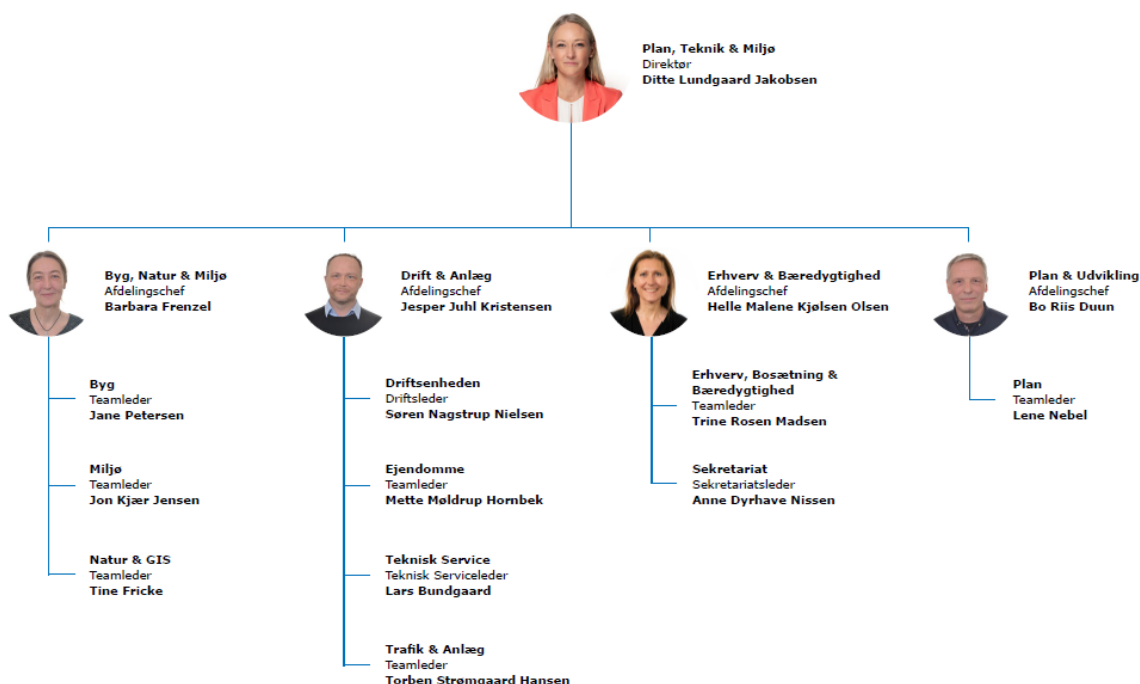 Plan, Teknik & Miljø
Direktør
Ditte Lundgaard Jakobsen
Byg, Natur & Miljø
Afdelingschef
Barbara Frenzel
Drift & Anlæg
Afdelingschef
Jesper Juhl Kristensen
Erhverv & Bæredygtighed
Afdelingschef
Helle Malene Kjølsen Olsen
Plan & Udvikling
Afdelingschef
Bo Riis Duun
Byg
Teamleder
Jane Petersen
Miljø
Teamleder
Jon Kjær Jensen
Natur & GIS
Teamleder
Tine Fricke
Driftsenheden
Driftsleder
Søren Nagstrup Nielsen
Ejendomme
Teamleder
Mette Møldrup Hornbek
Teknisk Service
Teknisk Serviceleder
Lars Bundgaard
Trafik & Anlæg
Teamleder
Torben Strømgaard Hansen
Erhverv, Bosætning &
Bæredygtighed
Teamleder
Trine Rosen Madsen
Sekretariat
Sekretariatsleder
Anne Dyrhave Nissen
Plan
Teamleder
Lene Nebel